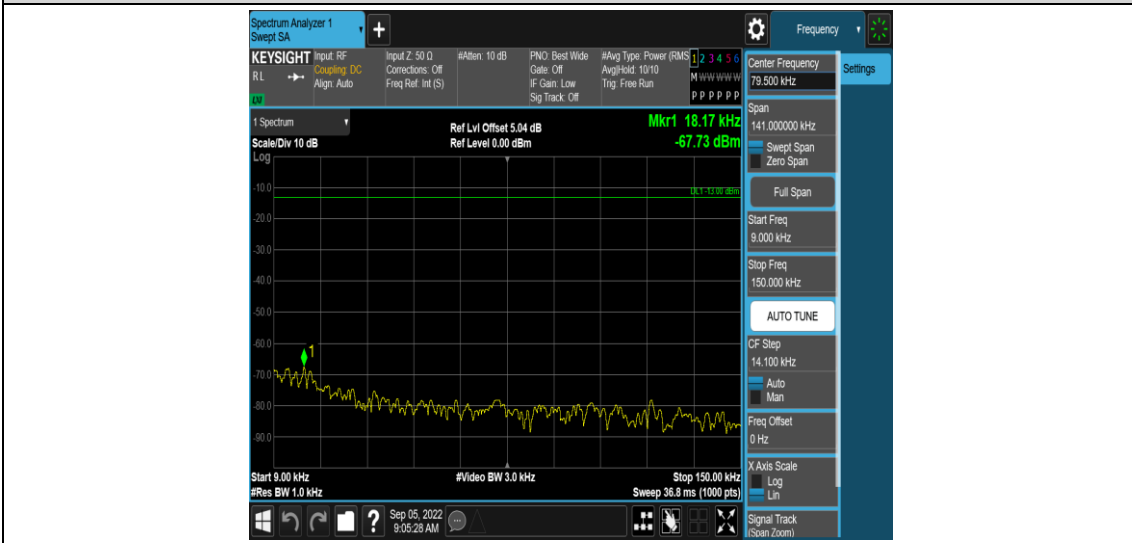 Spectrum Analyzer 1
Swept SA
+
Frequency
KEYSIGHT
RL
LXI
Input: RF
Coupling: DC
Align: Auto
Input Z: 50 Ω
Corrections: Off
Freq Ref: Int (S)
#Atten: 10 dB
PNO: Best Wide
Gate: Off
IF Gain: Low
Sig Track: Off
#Avg Type: Power (RMS
Avg|Hold: 10/10
Trig: Free Run
1 2 3 4 5 6
M W W W W W
P P P P P P
Center Frequency
79.500 kHz
Settings
1 Spectrum
Scale/Div 10 dB
Log
Ref Lvl Offset 5.04 dB
Ref Level 0.00 dBm
Mkr1 18.17 kHz
-67.73 dBm
Span
141.000000 kHz
Swept Span
Zero Span
Full Span
Start Freq
9.000 kHz
Stop Freq
150.000 kHz
AUTO TUNE
CF Step
14.100 kHz
Auto
Man
Freq Offset
0 Hz
X Axis Scale
Log
Lin
Signal Track
(Span Zoom)
DL1 -13.00 dBm
-10.0
-20.0
-30.0
-40.0
-50.0
-60.0
-70.0
-80.0
-90.0
1
Start 9.00 kHz
#Res BW 1.0 kHz
#Video BW 3.0 kHz
Stop 150.00 kHz
Sweep 36.8 ms (1000 pts)
?
Sep 05, 2022
9:05:28 AM